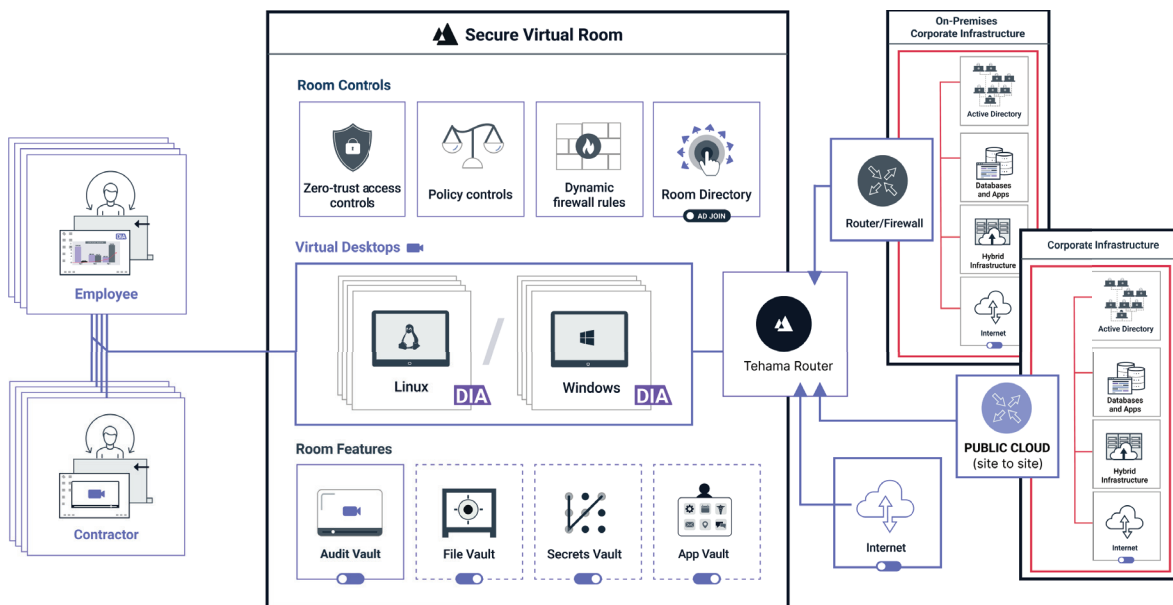 Secure Virtual Room
Room Controls
Zero-trust access
controls
Policy controls
Dynamic
firewall rules
Room Directory
AD JOIN
Virtual Desktops
Linux
DIA
Windows
DIA
Room Features
Audit Vault
File Vault
Secrets Vault
App Vault
DIA
Employee
Contractor
Tehama Router
Router/Firewall
On-Premises
Corporate Infrastructure
Active Directory
Databases
and Apps
Hybrid
Infrastructure
Internet
PUBLIC CLOUD
(site to site)
Internet
Corporate Infrastructure
Active Directory
Databases
and Apps
Hybrid
Infrastructure
Internet